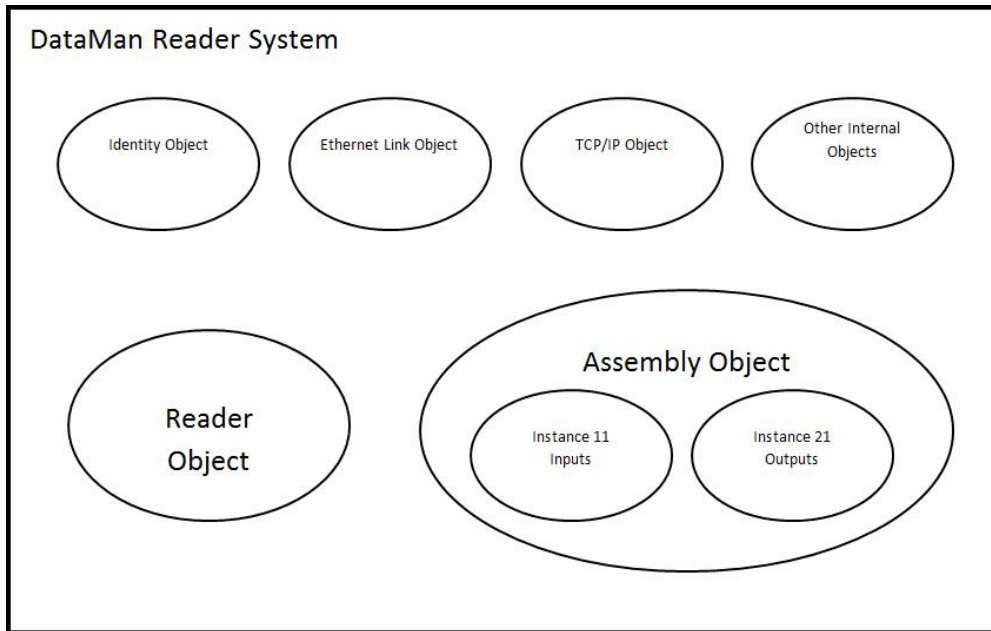 DataMan Reader System
Identity Object
Ethernet Link Object
TCP/IP Object
Other Internal
Objects
Reader
Object
Assembly Object
Instance 11
Inputs
Instance 21
Outputs